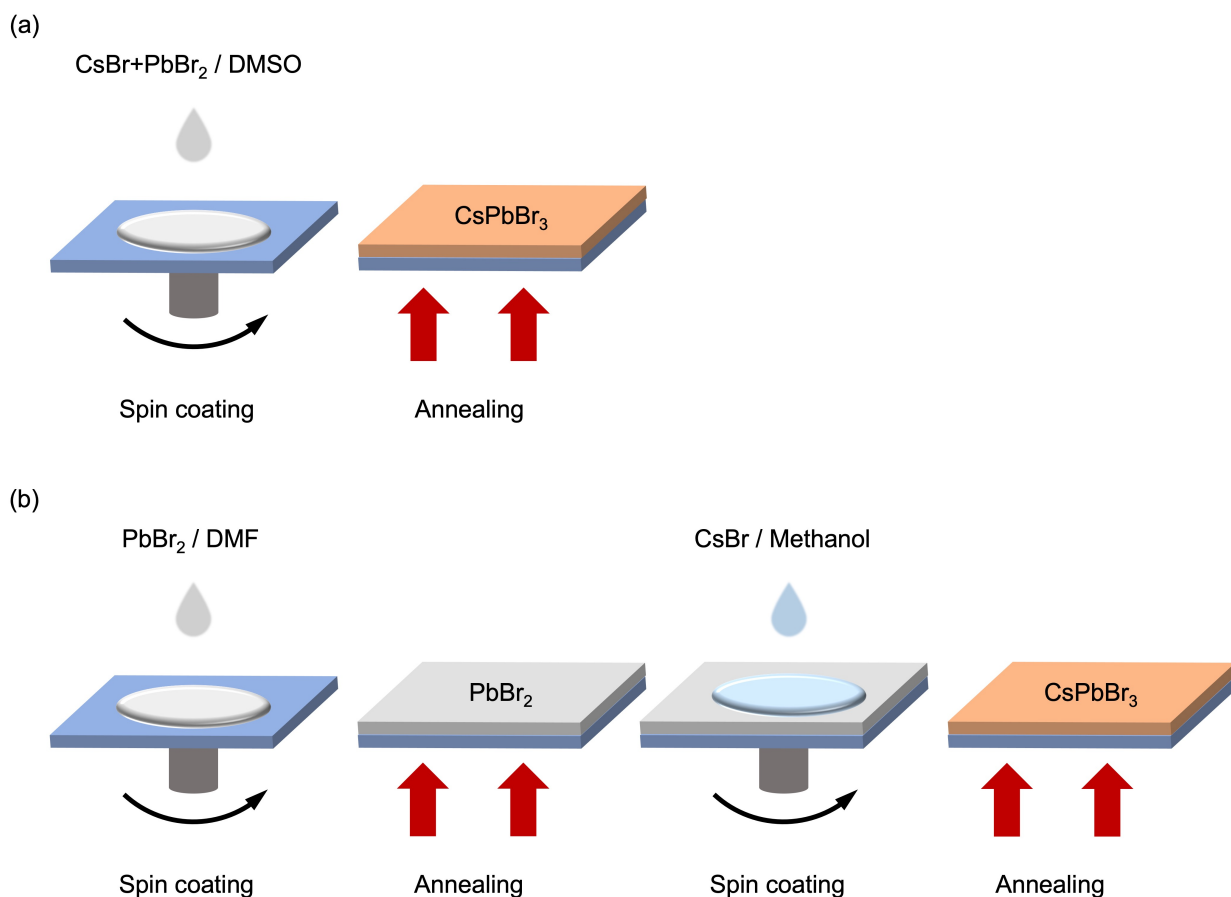 (a)
CsBr+PbBr₂ / DMSO
CsPbBr₃
Spin coating
Annealing
(b)
PbBr₂ / DMF
CsBr / Methanol
PbBr₂
CsPbBr₃
Spin coating
Annealing
Spin coating
Annealing